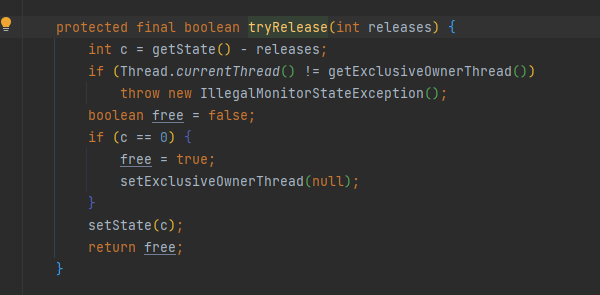 protected final boolean tryRelease(int releases) {
int c = getState() - releases;
if (Thread.currentThread() != getExclusiveOwnerThread())
throw new IllegalMonitorStateException();
boolean free = false;
if (c == 0) {
free = true;
setExclusiveOwnerThread(null);
}
setState(c);
return free;
}